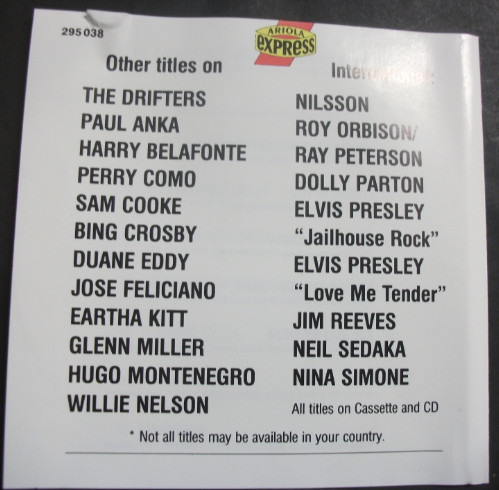 295 038
ARIOLA
EXPRESS
Other titles on
International:
THE DRIFTERS
PAUL ANKA
HARRY BELAFONTE
PERRY COMO
SAM COOKE
BING CROSBY
DUANE EDDY
JOSE FELICIANO
EARTHA KITT
GLENN MILLER
HUGO MONTENEGRO
WILLIE NELSON
NILSSON
ROY ORBISON/
RAY PETERSON
DOLLY PARTON
ELVIS PRESLEY
“Jailhouse Rock”
ELVIS PRESLEY
“Love Me Tender”
JIM REEVES
NEIL SEDAKA
NINA SIMONE
All titles on Cassette and CD
* Not all titles may be available in your country.